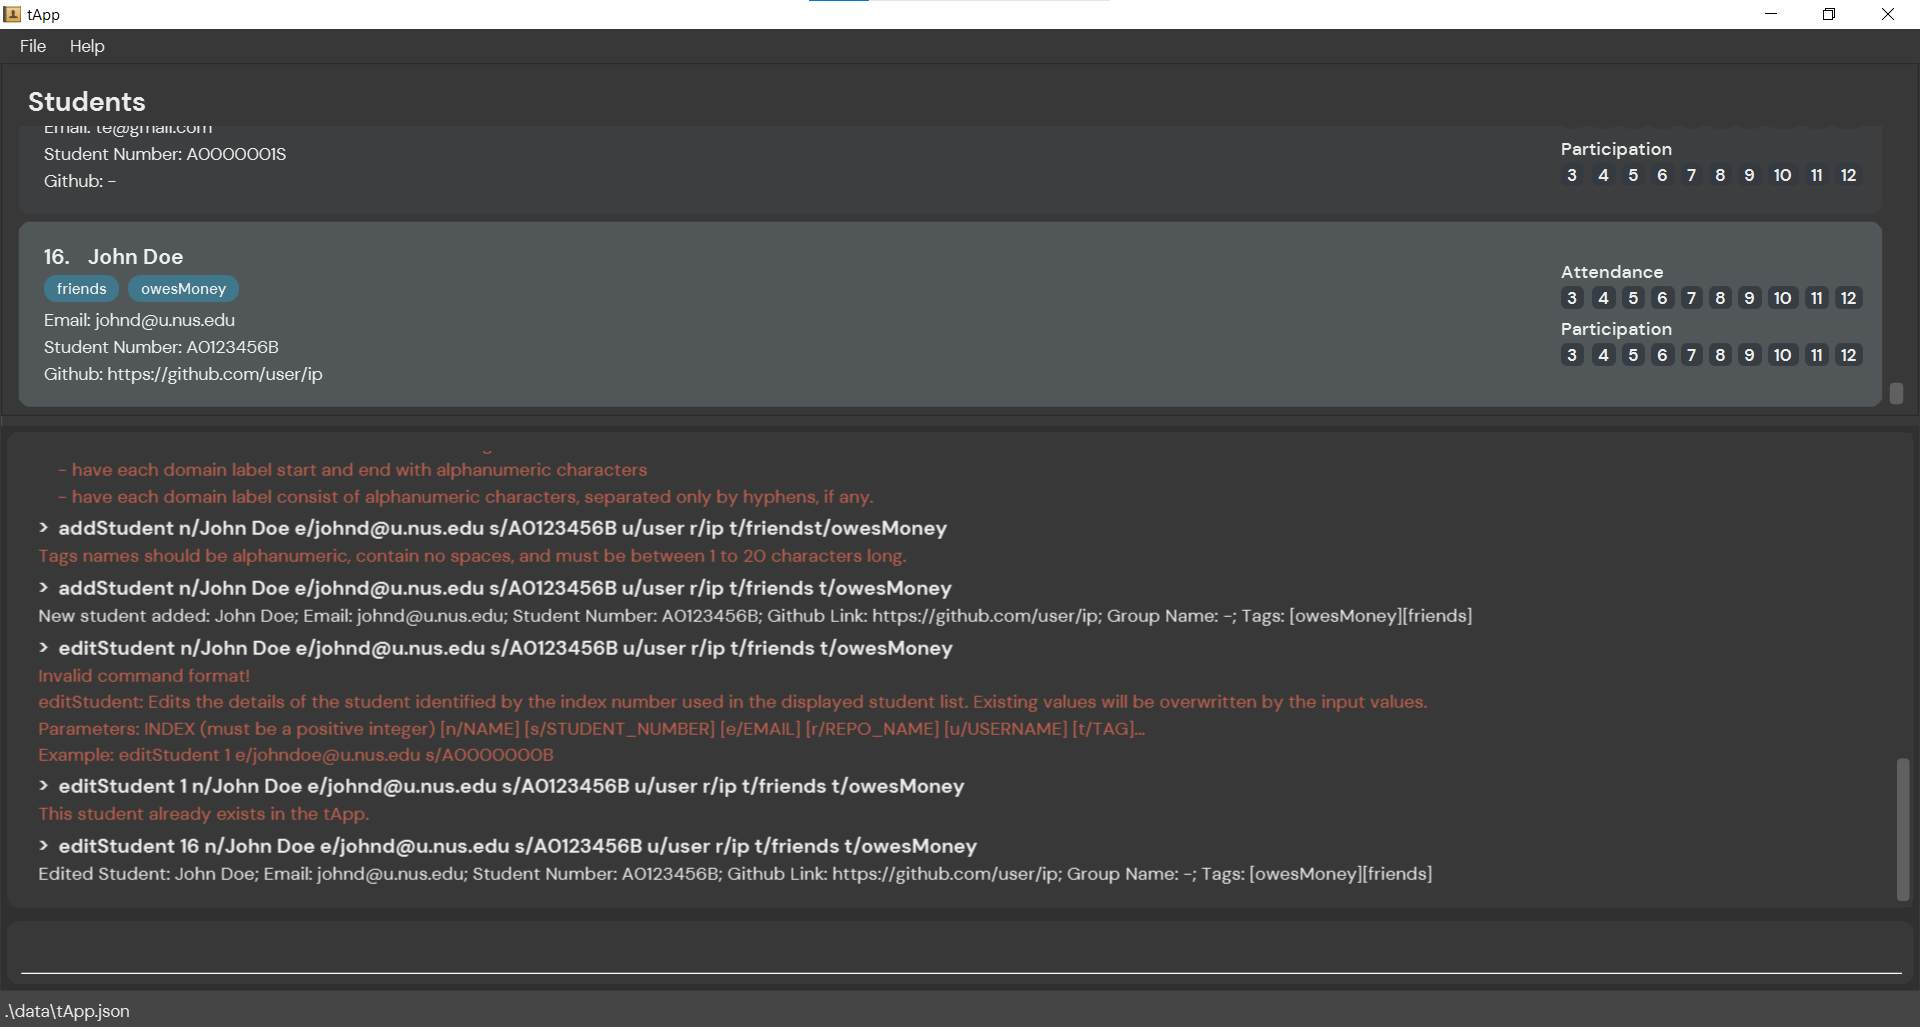 tApp
File Help
Students
Email: te@gmail.com
Student Number: A0000001S
Github: -
Participation
3 4 5 6 7 8 9 10 11 12
16. John Doe
friends owesMoney
Email: johnd@u.nus.edu
Student Number: A0123456B
Github: https://github.com/user/ip
Attendance
3 4 5 6 7 8 9 10 11 12
Participation
3 4 5 6 7 8 9 10 11 12
- have each domain label start and end with alphanumeric characters
- have each domain label consist of alphanumeric characters, separated only by hyphens, if any.
> addStudent n/John Doe e/johnd@u.nus.edu s/A0123456B u/user r/ip t/friendst/owesMoney
Tags names should be alphanumeric, contain no spaces, and must be between 1 to 20 characters long.
> addStudent n/John Doe e/johnd@u.nus.edu s/A0123456B u/user r/ip t/friends t/owesMoney
New student added: John Doe; Email: johnd@u.nus.edu; Student Number: A0123456B; Github Link: https://github.com/user/ip; Group Name: -; Tags: [owesMoney][friends]
> editStudent n/John Doe e/johnd@u.nus.edu s/A0123456B u/user r/ip t/friends t/owesMoney
Invalid command format!
editStudent: Edits the details of the student identified by the index number used in the displayed student list. Existing values will be overwritten by the input values.
Parameters: INDEX (must be a positive integer) [n/NAME] [s/STUDENT_NUMBER] [e/EMAIL] [r/REPO_NAME] [u/USERNAME] [t/TAG]...
Example: editStudent 1 e/johndoe@u.nus.edu s/A0000000B
> editStudent 1 n/John Doe e/johnd@u.nus.edu s/A0123456B u/user r/ip t/friends t/owesMoney
This student already exists in the tApp.
> editStudent 16 n/John Doe e/johnd@u.nus.edu s/A0123456B u/user r/ip t/friends t/owesMoney
Edited Student: John Doe; Email: johnd@u.nus.edu; Student Number: A0123456B; Github Link: https://github.com/user/ip; Group Name: -; Tags: [owesMoney][friends]
.\data\tApp.json